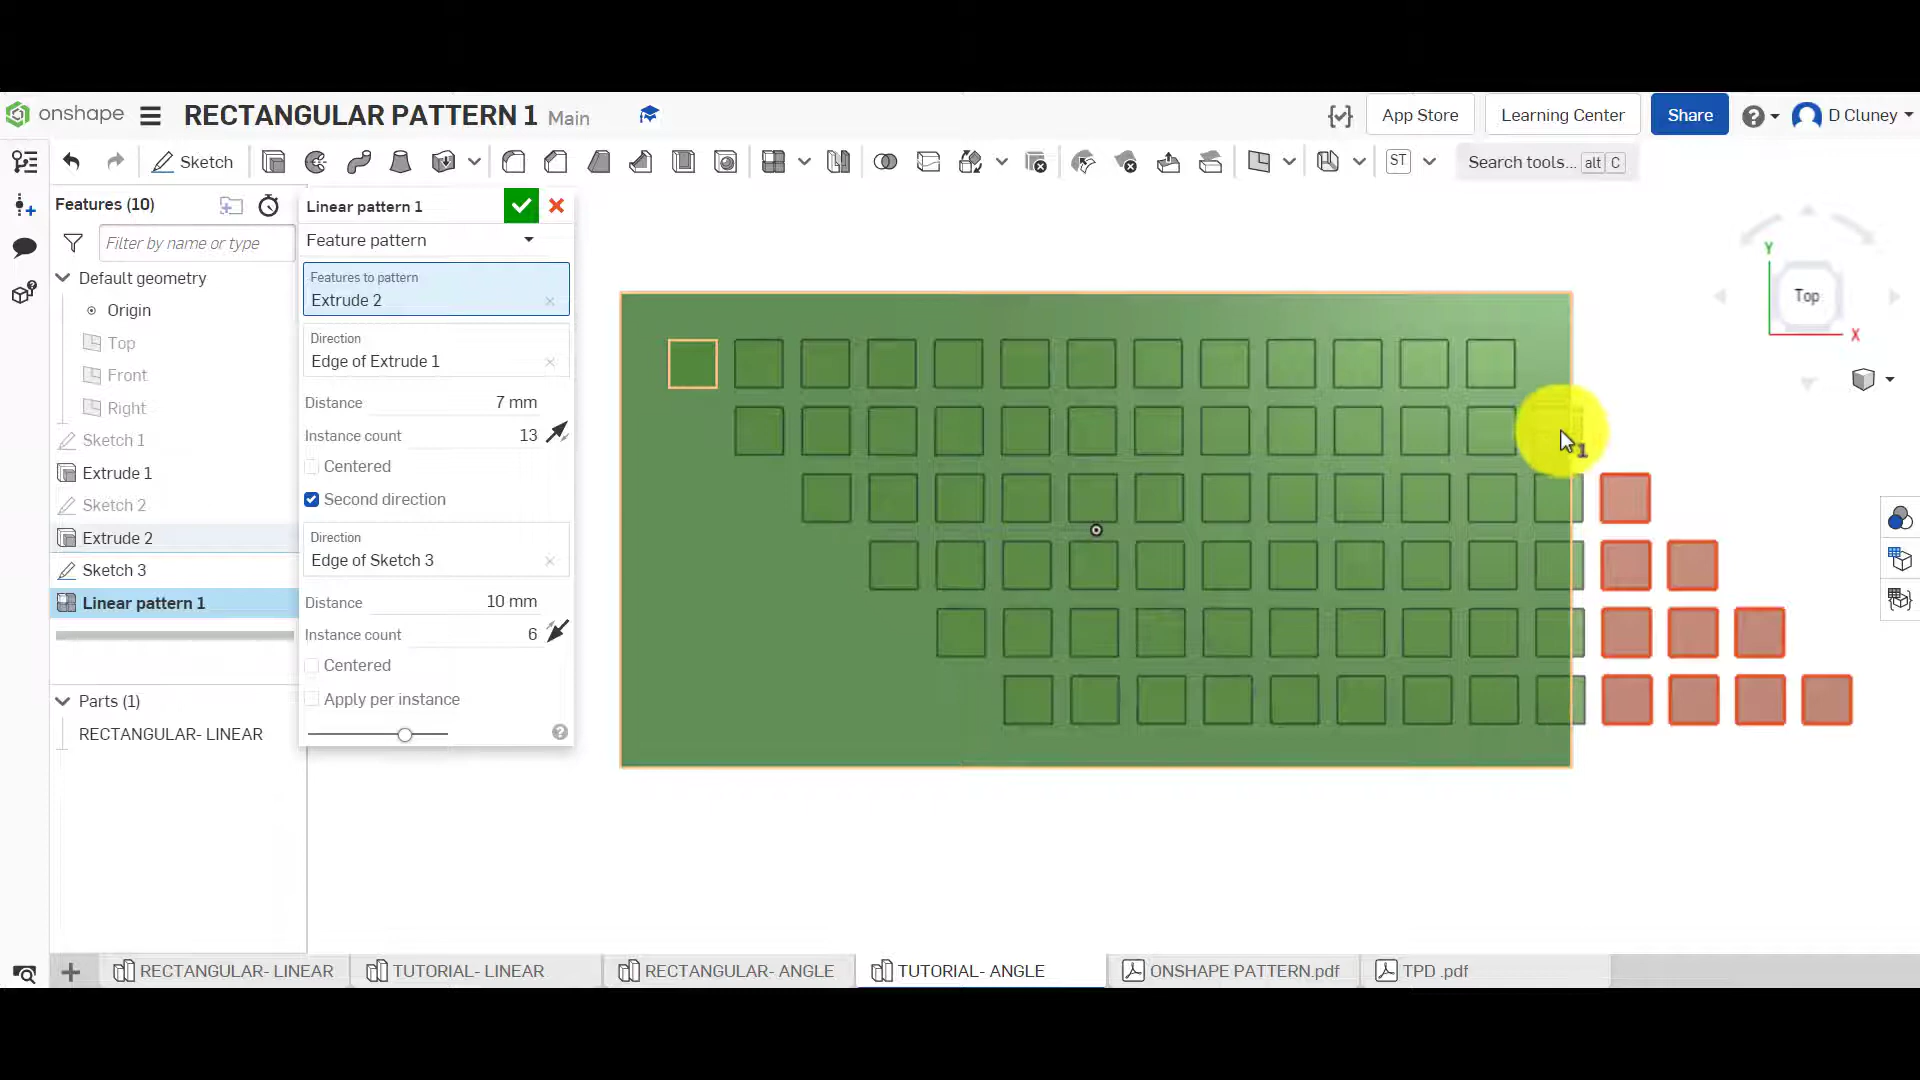 onshape RECTANGULAR PATTERN 1 Main App Store Learning Center Share D Cluney
Sketch ST Search tools... alt C
Features (10)
Filter by name or type
Default geometry
Origin
Top
Front
Right
Sketch 1
Extrude 1
Sketch 2
Extrude 2
Sketch 3
Linear pattern 1
Parts (1)
RECTANGULAR- LINEAR
Linear pattern 1
Feature pattern
Features to pattern
Extrude 2
Direction
Edge of Extrude 1
Distance 7 mm
Instance count 13
Centered
Second direction
Direction
Edge of Sketch 3
Distance 10 mm
Instance count 6
Centered
Apply per instance
Y
Top
X
1
RECTANGULAR- LINEAR TUTORIAL- LINEAR RECTANGULAR- ANGLE TUTORIAL- ANGLE ONSHAPE PATTERN.pdf TPD .pdf